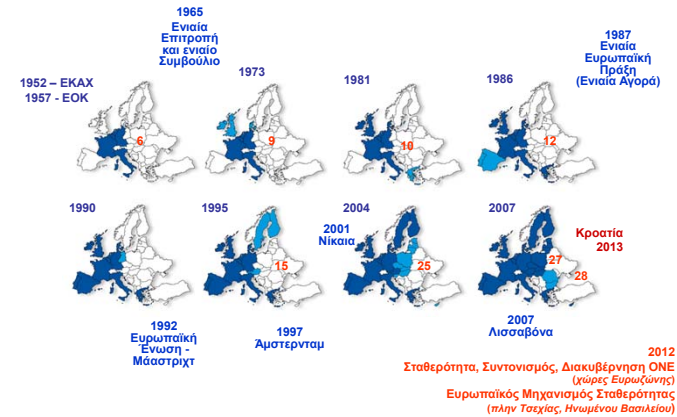 1965
Ενιαία
Επιτροπή
και ενιαίο
Συμβούλιο
1987
Ενιαία
Ευρωπαϊκή
Πράξη
(Ενιαία Αγορά)
1952 – ΕΚΑΧ
1957 - ΕΟΚ
1973
1981
1986
6
9
10
12
1990
1995
2001
Νίκαια
2004
2007
Κροατία
2013
15
25
27
28
1992
Ευρωπαϊκή
Ένωση -
Μάαστριχτ
1997
Άμστερνταμ
2007
Λισσαβόνα
2012
Σταθερότητα, Συντονισμός, Διακυβέρνηση ΟΝΕ
(χώρες Ευρωζώνης)
Ευρωπαϊκός Μηχανισμός Σταθερότητας
(πλην Τσεχίας, Ηνωμένου Βασιλείου)